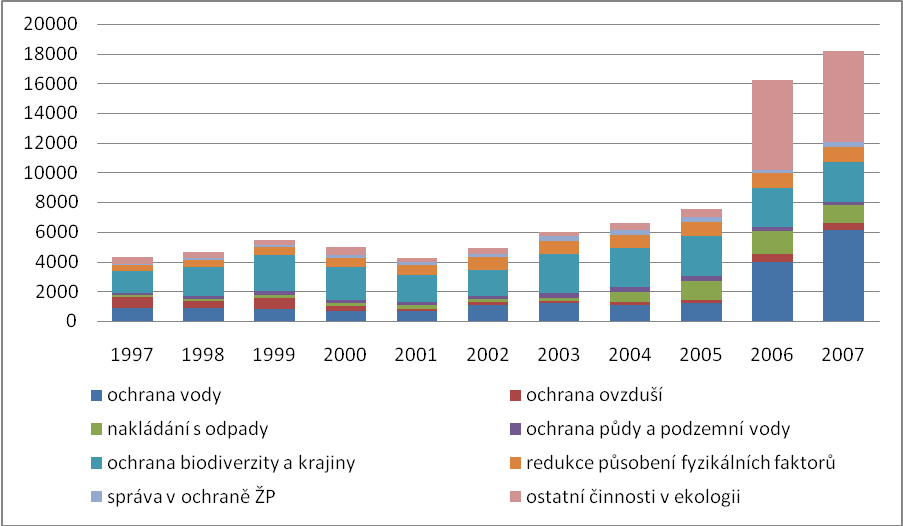 20000
18000
16000
14000
12000
10000
8000
6000
4000
2000
0
1997 1998 1999 2000 2001 2002 2003 2004 2005 2006 2007
ochrana vody ochrana ovzduší
nakládání s odpady ochrana půdy a podzemní vody
ochrana biodiverzity a krajiny redukce působení fyzikálních faktorů
správa v ochraně ŽP ostatní činnosti v ekologii